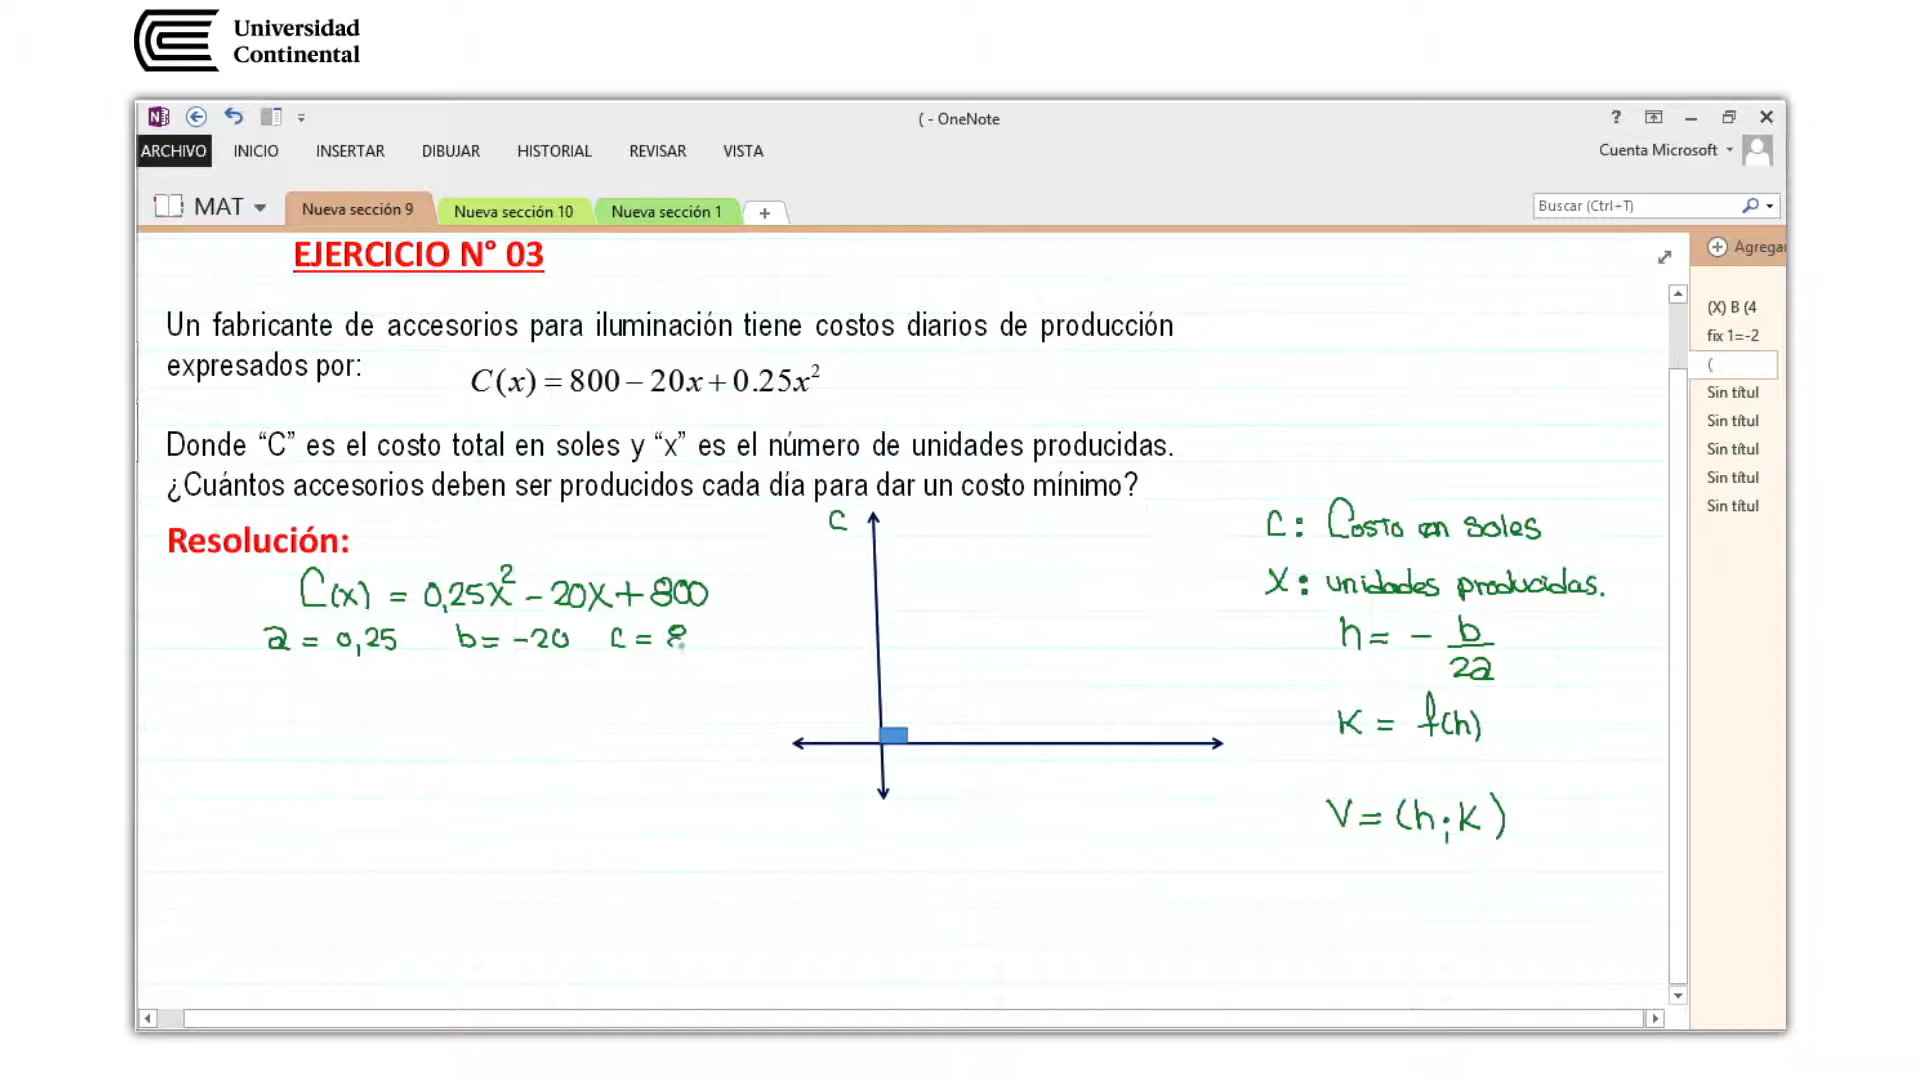 Universidad
Continental
( - OneNote
?
ARCHIVO INICIO INSERTAR DIBUJAR HISTORIAL REVISAR VISTA
Cuenta Microsoft
MAT
Nueva sección 9
Nueva sección 10
Nueva sección 1
+
Buscar (Ctrl+T)
Agrega
(X) B (4
fix 1=-2
(
Sin títul
Sin títul
Sin títul
Sin títul
Sin títul
EJERCICIO N° 03
Un fabricante de accesorios para iluminación tiene costos diarios de producción
expresados por:
C(x) = 800 − 20x + 0.25x²
Donde “C” es el costo total en soles y “x” es el número de unidades producidas.
¿Cuántos accesorios deben ser producidos cada día para dar un costo mínimo?
Resolución:
C(x) = 0,25x² - 20x + 800
a = 0,25 b = -20 c = 8
C
C: Costo en soles
X: unidades producidas.
h = - b/2a
K = f(h)
V = (h;K)